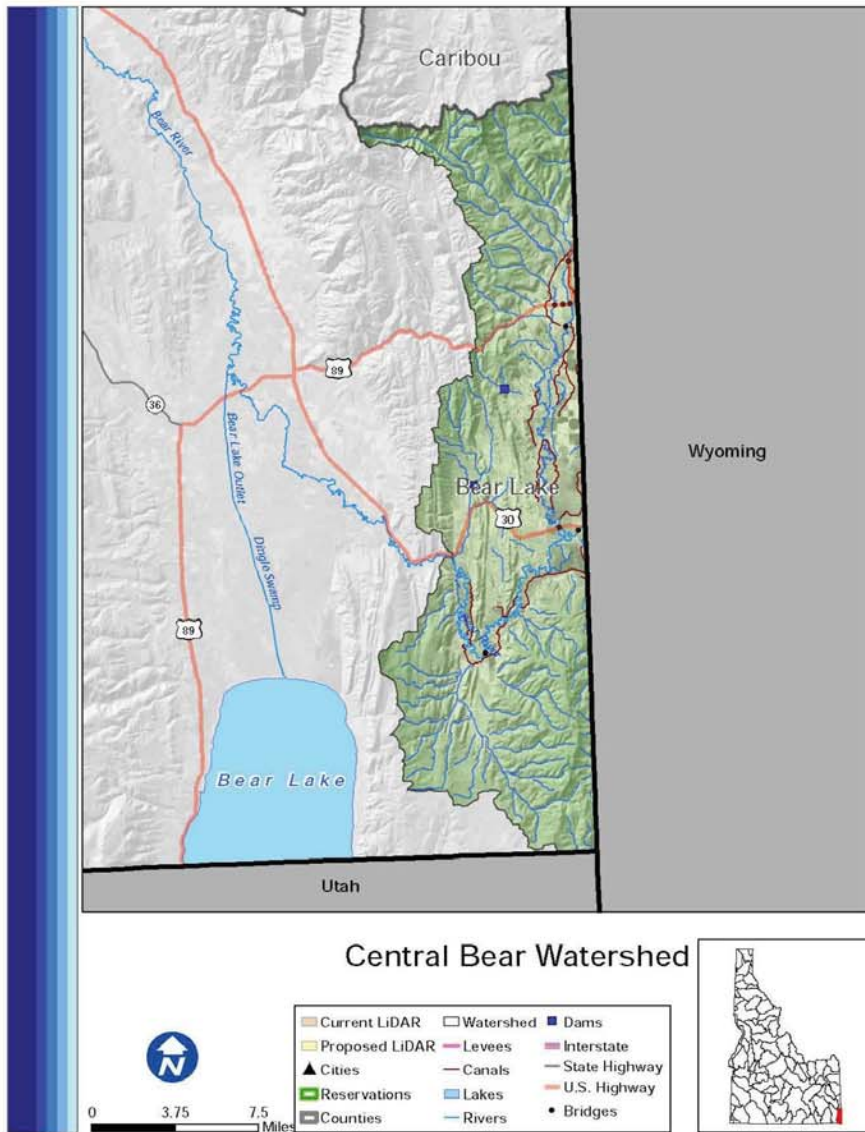 Caribou
Bear River
89
36
Bear Lake Outlet
Wyoming
Bear Lake
30
Dingle Swamp
89
Bear Lake
Utah
Central Bear Watershed
N
0 3.75 7.5
Miles
Current LiDAR
Proposed LiDAR
Cities
Reservations
Counties
Watershed
Levees
Canals
Lakes
Rivers
Dams
Interstate
State Highway
U.S. Highway
Bridges